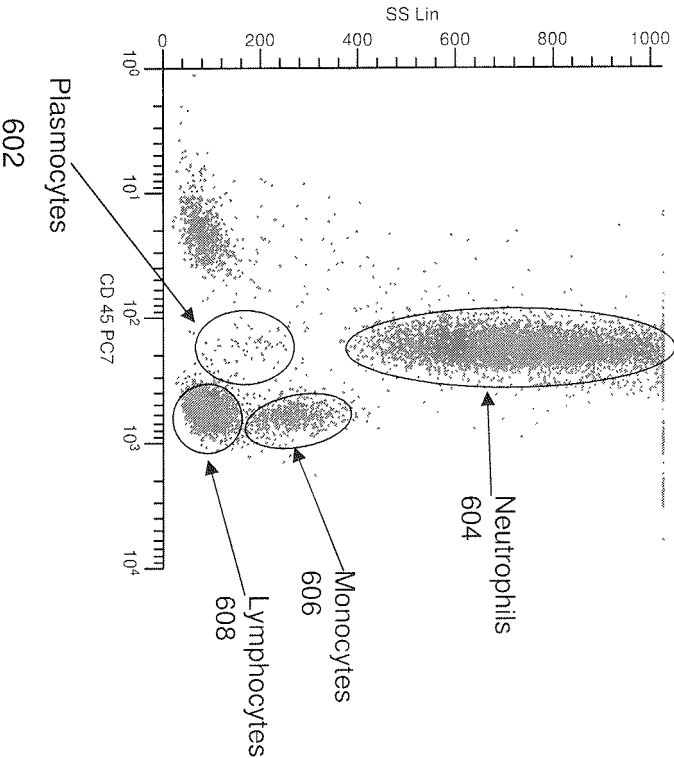 SS Lin
0 200 400 600 800 1000
10⁰
10¹
10²
10³
10⁴
CD 45 PC7
Plasmocytes
602
Neutrophils
604
Monocytes
606
Lymphocytes
608